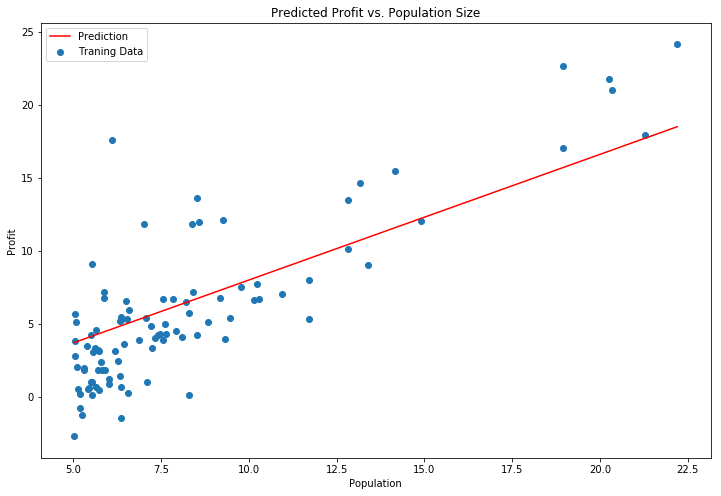 Predicted Profit vs. Population Size
Prediction
Traning Data
25
20
15
10
5
0
Profit
5.0 7.5 10.0 12.5 15.0 17.5 20.0 22.5
Population